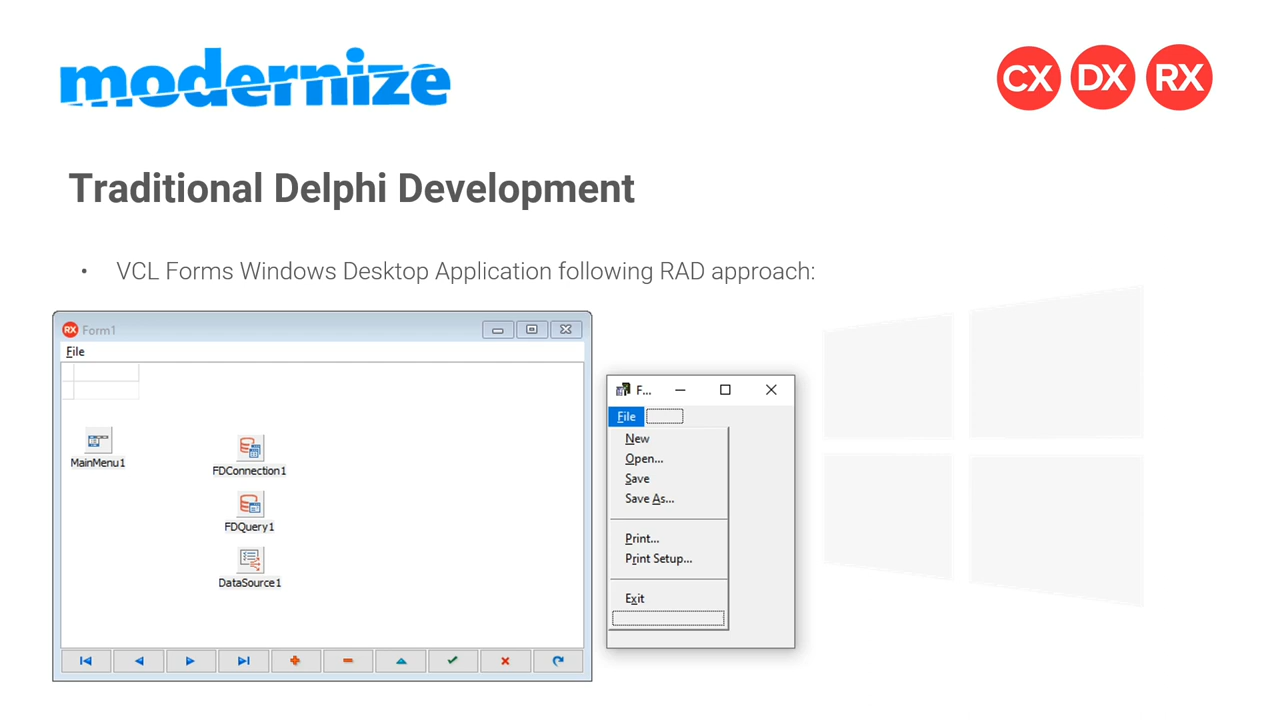 modernize
CX DX RX
Traditional Delphi Development
• VCL Forms Windows Desktop Application following RAD approach:
RX Form1
File
MainMenu1
FDConnection1
FDQuery1
DataSource1
F...
File
New
Open...
Save
Save As...
Print...
Print Setup...
Exit